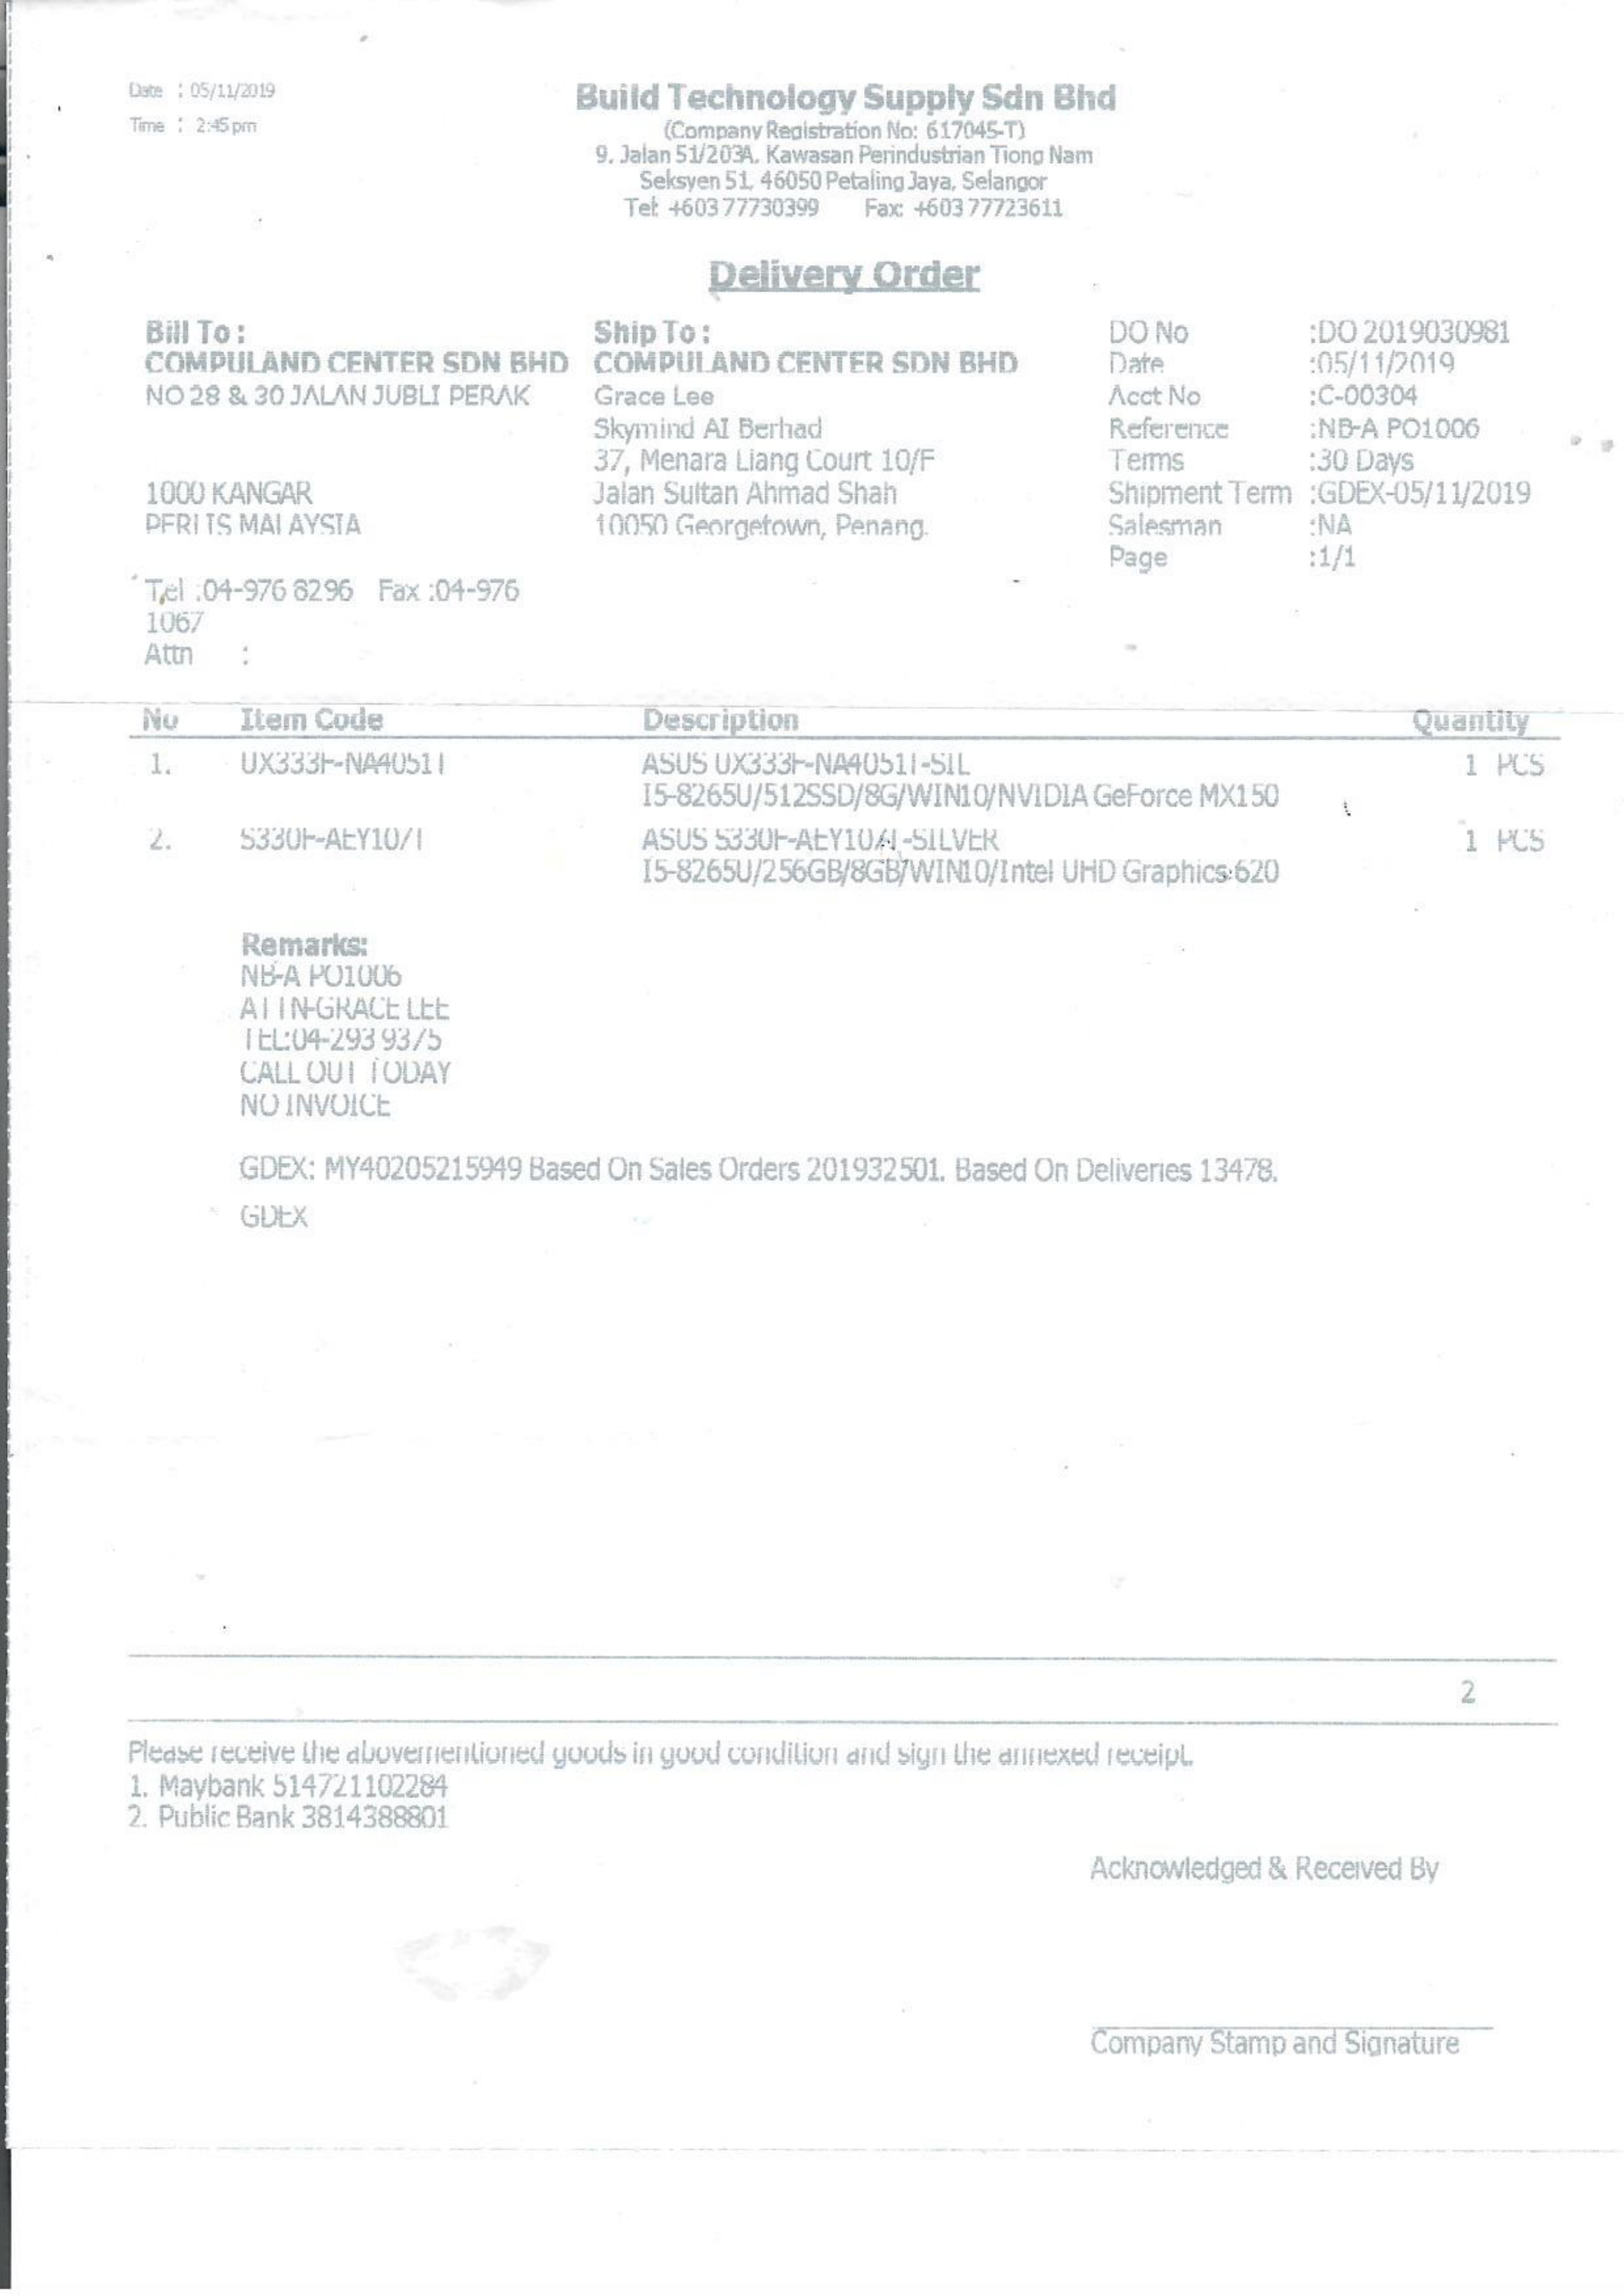 Date : 05/11/2019
Time : 2:45 pm
Build Technology Supply Sdn Bhd
(Company Registration No: 617045-T)
9, Jalan 51/203A, Kawasan Perindustrian Tiong Nam
Seksyen 51, 46050 Petaling Jaya, Selangor
Tel: +603 77730399 Fax: +603 77723611
Delivery Order
Bill To :
COMPULAND CENTER SDN BHD
NO 28 & 30 JALAN JUBLI PERAK
1000 KANGAR
PERLIS MALAYSIA
Tel :04-976 8296 Fax :04-976
1067
Attn :
Ship To :
COMPULAND CENTER SDN BHD
Grace Lee
Skymind AI Berhad
37, Menara Liang Court 10/F
Jalan Sultan Ahmad Shah
10050 Georgetown, Penang.
DO No :DO 2019030981
Date :05/11/2019
Acct No :C-00304
Reference :NB-A PO1006
Terms :30 Days
Shipment Term :GDEX-05/11/2019
Salesman :NA
Page :1/1
No Item Code Description Quantity
1. UX333F-NA4051T ASUS UX333F-NA4051T-SIL 1 PCS
I5-8265U/512SSD/8G/WIN10/NVIDIA GeForce MX150
2. S330F-AEY107T ASUS S330F-AEY107T-SILVER 1 PCS
I5-8265U/256GB/8GB/WIN10/Intel UHD Graphics 620
Remarks:
NB-A PO1006
ATTN-GRACE LEE
TEL:04-293 9375
CALL OUT TODAY
NO INVOICE
GDEX: MY40205215949 Based On Sales Orders 201932501. Based On Deliveries 13478.
GDEX
2
Please receive the abovementioned goods in good condition and sign the annexed receipt.
1. Maybank 514721102284
2. Public Bank 3814388801
Acknowledged & Received By
Company Stamp and Signature